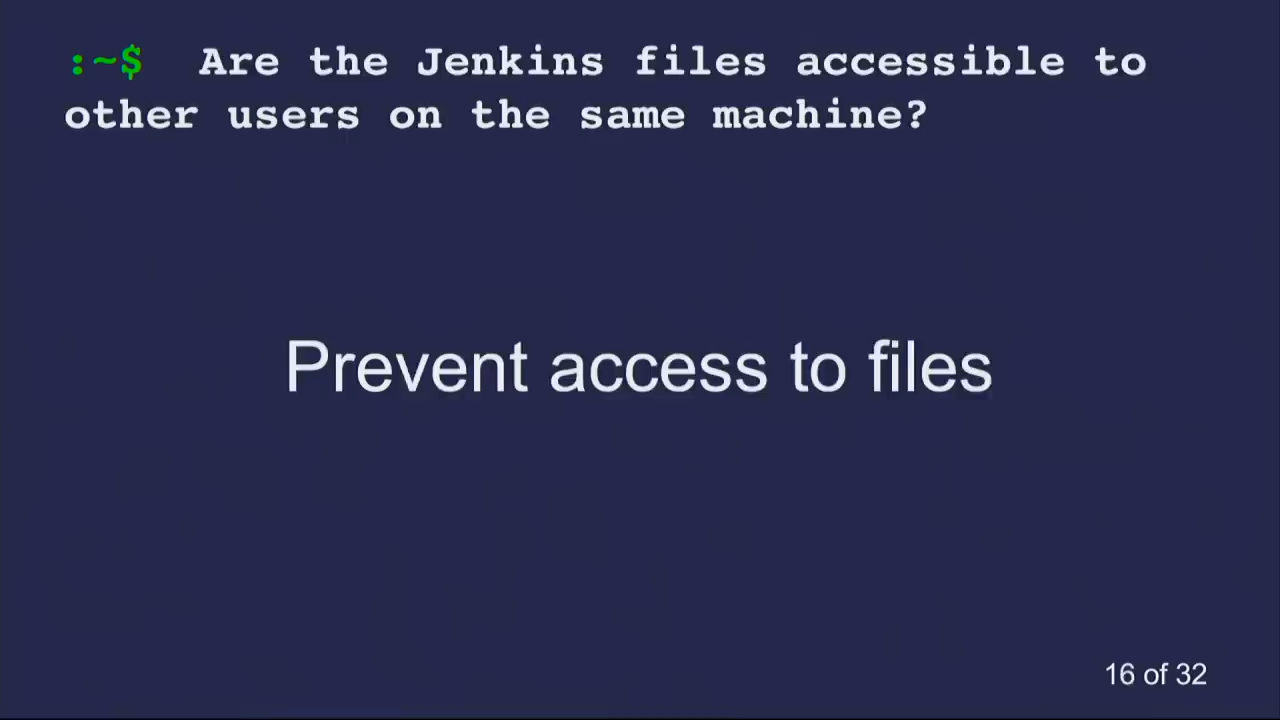 :~$ Are the Jenkins files accessible to
other users on the same machine?
Prevent access to files
16 of 32